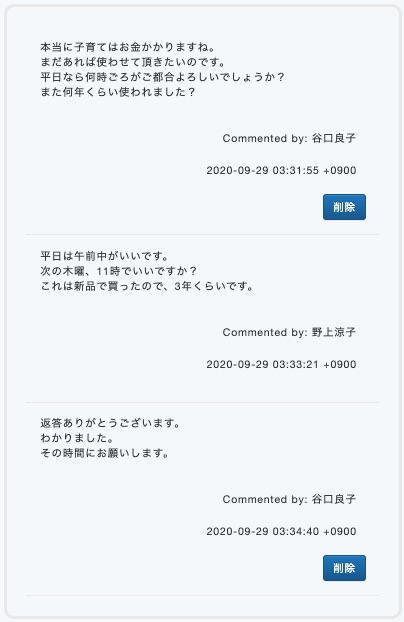 本当に子育てはお金かかりますね。
まだあれば使わせて頂きたいのです。
平日なら何時ごろがご都合よろしいでしょうか？
また何年くらい使われました？
Commented by: 谷口良子
2020-09-29 03:31:55 +0900
削除
平日は午前中がいいです。
次の木曜、11時でいいですか？
これは新品で買ったので、3年くらいです。
Commented by: 野上涼子
2020-09-29 03:33:21 +0900
返答ありがとうございます。
わかりました。
その時間にお願いします。
Commented by: 谷口良子
2020-09-29 03:34:40 +0900
削除